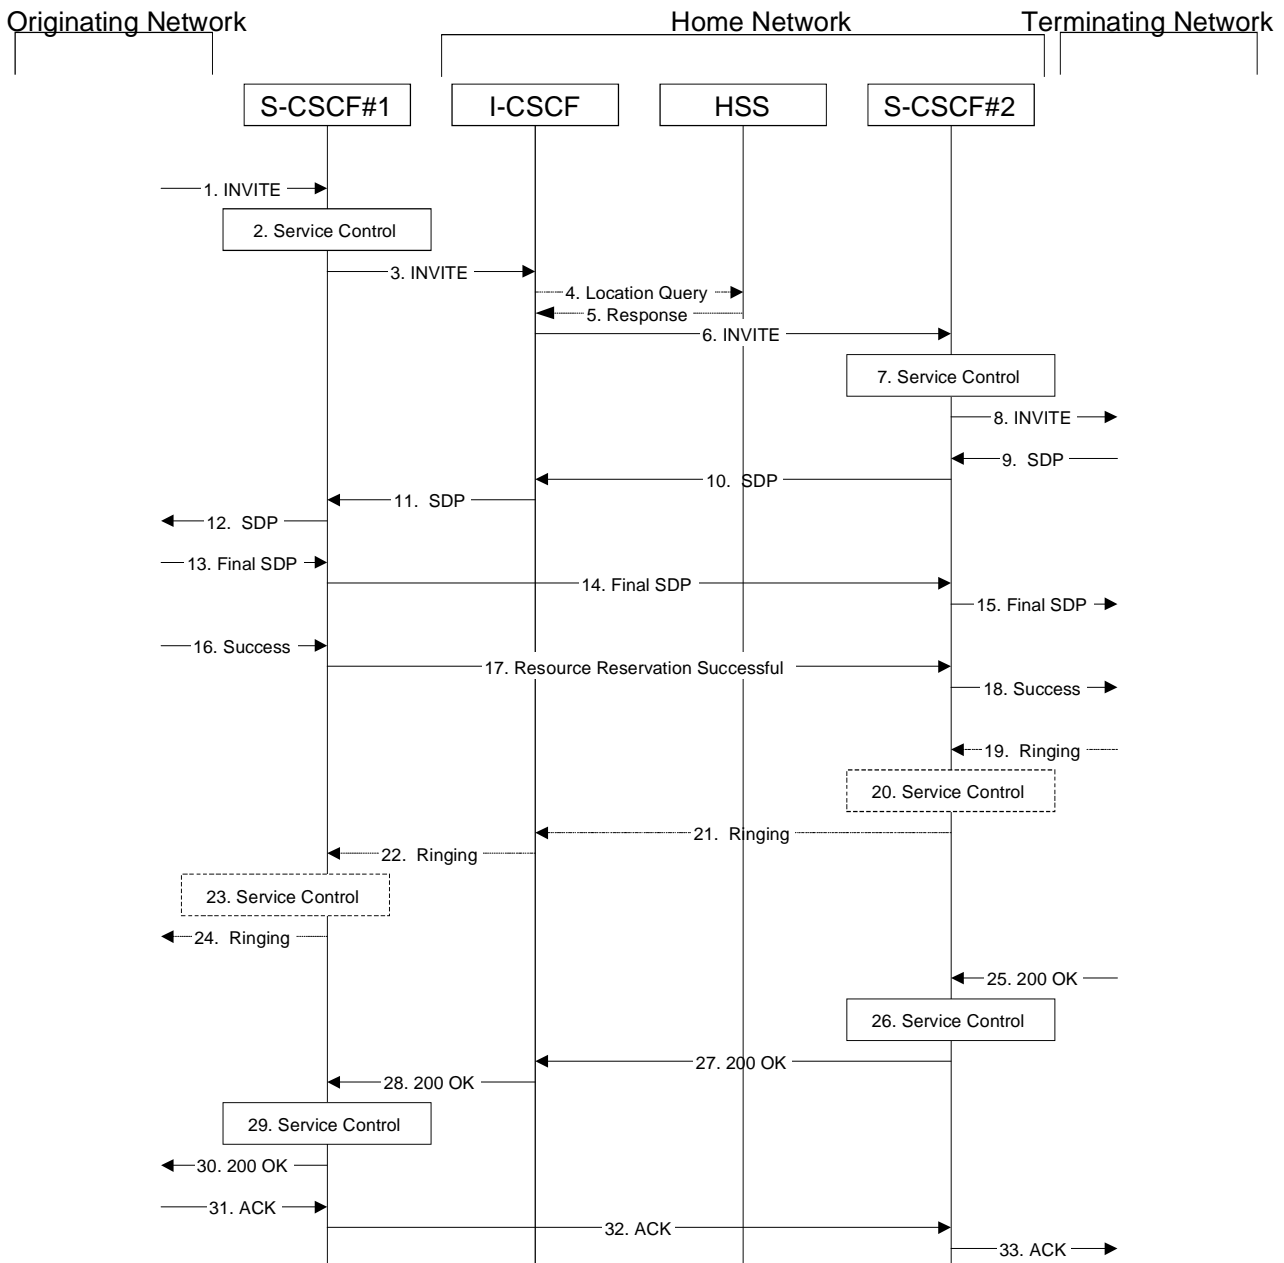 Originating Network
Home Network
Terminating Network
S-CSCF#1
I-CSCF
HSS
S-CSCF#2
1. INVITE
2. Service Control
3. INVITE
4. Location Query
5. Response
6. INVITE
7. Service Control
8. INVITE
9. SDP
10. SDP
11. SDP
12. SDP
13. Final SDP
14. Final SDP
15. Final SDP
16. Success
17. Resource Reservation Successful
18. Success
19. Ringing
20. Service Control
21. Ringing
22. Ringing
23. Service Control
24. Ringing
25. 200 OK
26. Service Control
27. 200 OK
28. 200 OK
29. Service Control
30. 200 OK
31. ACK
32. ACK
33. ACK